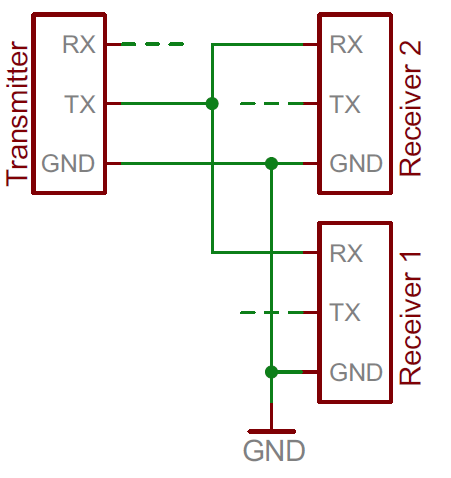 Transmitter
RX
TX
GND
Receiver 2
RX
TX
GND
Receiver 1
RX
TX
GND
GND